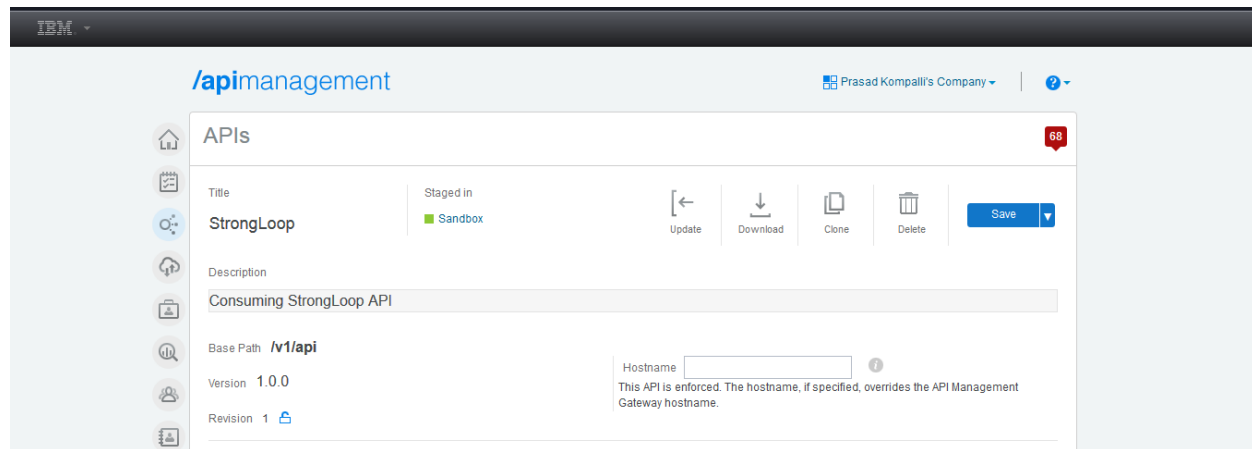 IBM.
/apimanagement
Prasad Kompalli's Company
?
APIs
68
Title
StrongLoop
Staged in
Sandbox
Update
Download
Clone
Delete
Save
Description
Consuming StrongLoop API
Base Path /v1/api
Version 1.0.0
Revision 1
Hostname
i
This API is enforced. The hostname, if specified, overrides the API Management
Gateway hostname.